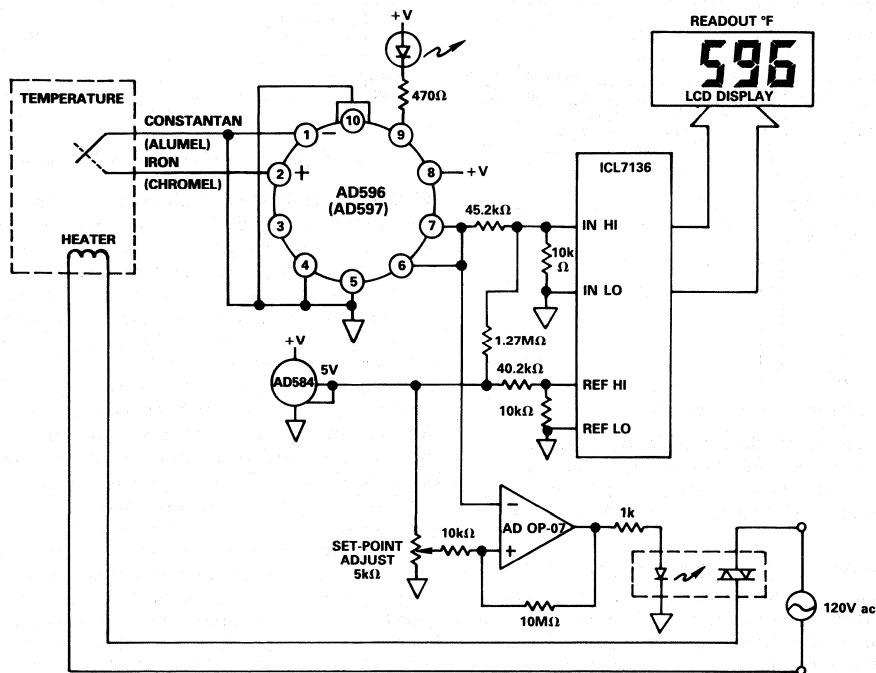 READOUT °F
596
LCD DISPLAY
+V
470Ω
TEMPERATURE
CONSTANTAN
(ALUMEL)
IRON
(CHROMEL)
HEATER
10
1
−
9
2
+
8
+V
AD596
(AD597)
3
7
4
5
6
45.2kΩ
ICL7136
IN HI
10k
Ω
IN LO
1.27MΩ
+V
AD584
5V
40.2kΩ
REF HI
10kΩ
REF LO
SET-POINT
ADJUST
5kΩ
10kΩ
−
AD OP-07
+
1k
10MΩ
120V ac